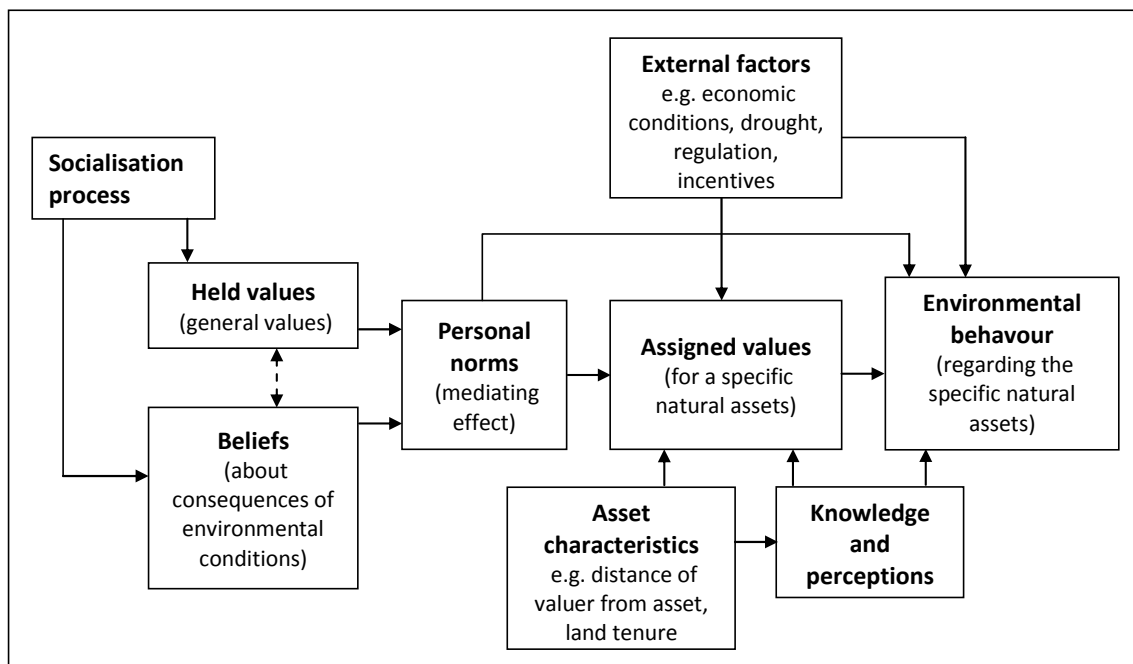 External factors
e.g. economic
conditions, drought,
regulation,
incentives
Socialisation
process
Held values
(general values)
Personal
norms
(mediating
effect)
Assigned values
(for a specific
natural assets)
Environmental
behavour
(regarding the
specific natural
assets)
Beliefs
(about
consequences of
environmental
conditions)
Asset
characteristics
e.g. distance of
valuer from asset,
land tenure
Knowledge
and
perceptions